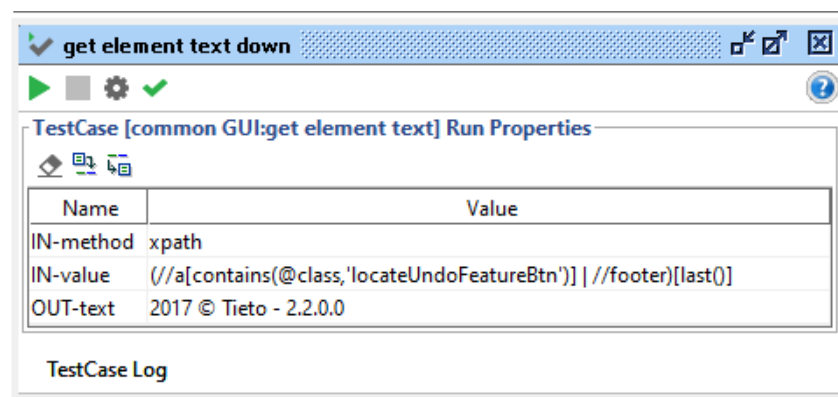 get element text down
TestCase [common GUI:get element text] Run Properties
Name Value
IN-method xpath
IN-value (//a[contains(@class,'locateUndoFeatureBtn')] | //footer)[last()]
OUT-text 2017 © Tieto - 2.2.0.0
TestCase Log